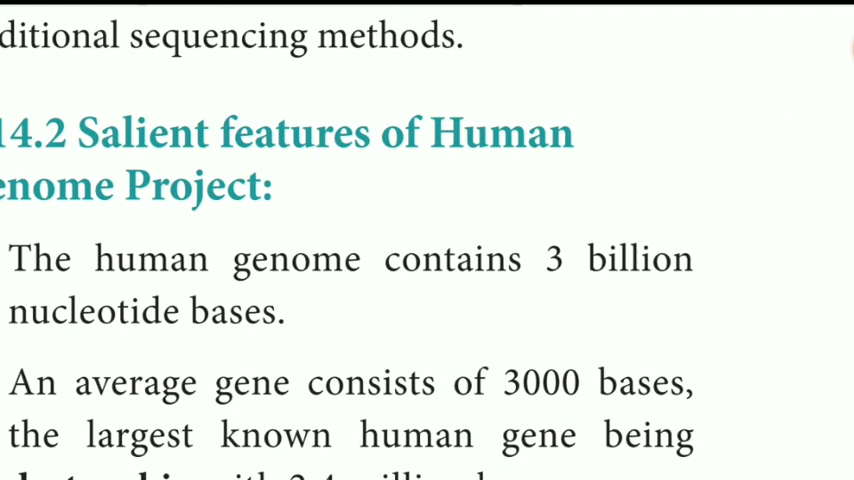 ditional sequencing methods.
14.2 Salient features of Human
enome Project:
The human genome contains 3 billion
nucleotide bases.
An average gene consists of 3000 bases,
the largest known human gene being